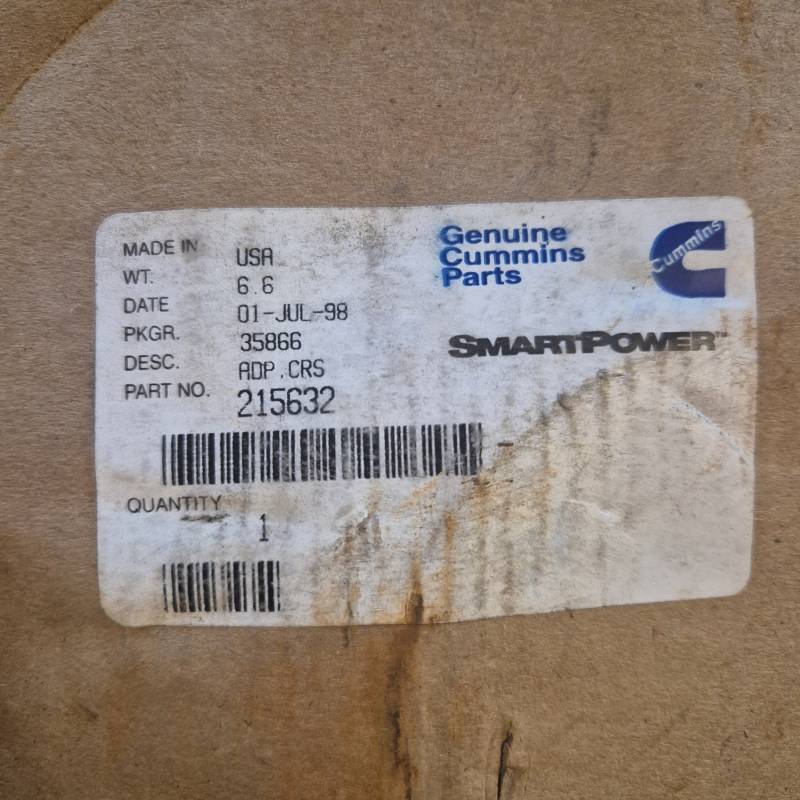 MADE IN USA
WT. 6.6
DATE 01-JUL-98
PKGR. 35866
DESC. ADP.CRS
PART NO. 215632
QUANTITY 1
Genuine
Cummins
Parts
Cummins
SMARTPOWER™